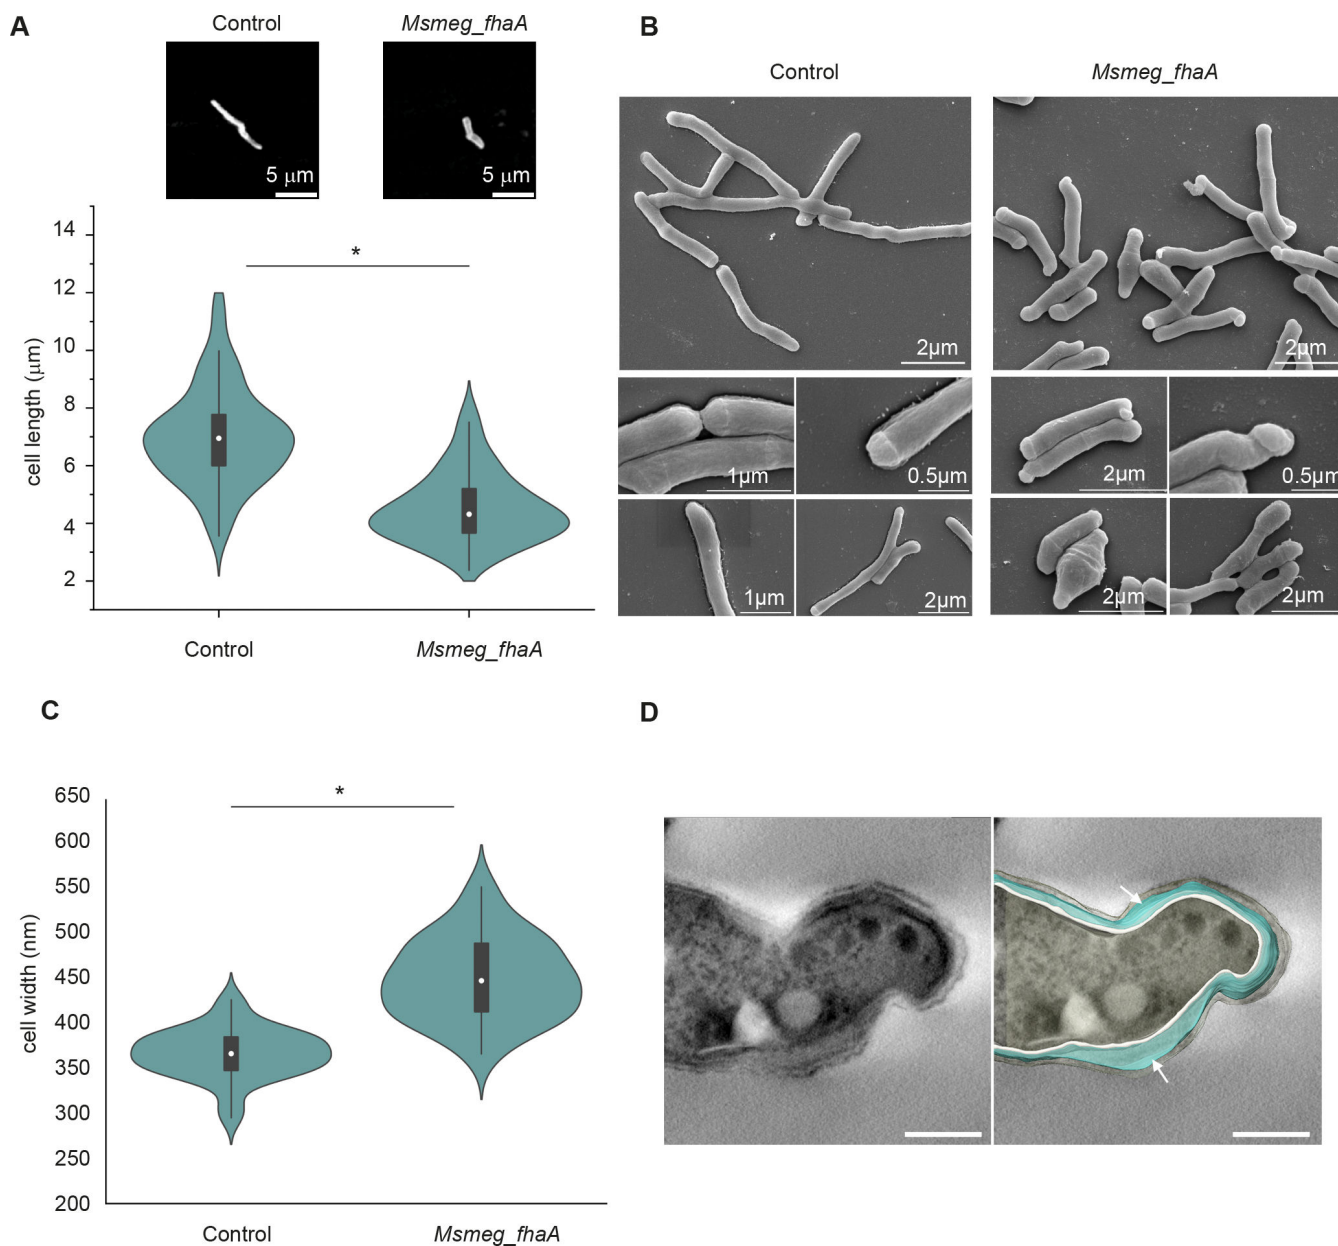 A
Control
Msmeg_fhaA
5 μm
5 μm
14
12
10
8
6
4
2
cell length (μm)
*
Control
Msmeg_fhaA
B
Control
Msmeg_fhaA
2μm
2μm
1μm
0.5μm
2μm
0.5μm
1μm
2μm
2μm
2μm
C
650
600
550
500
450
400
350
300
250
200
cell width (nm)
*
Control
Msmeg_fhaA
D